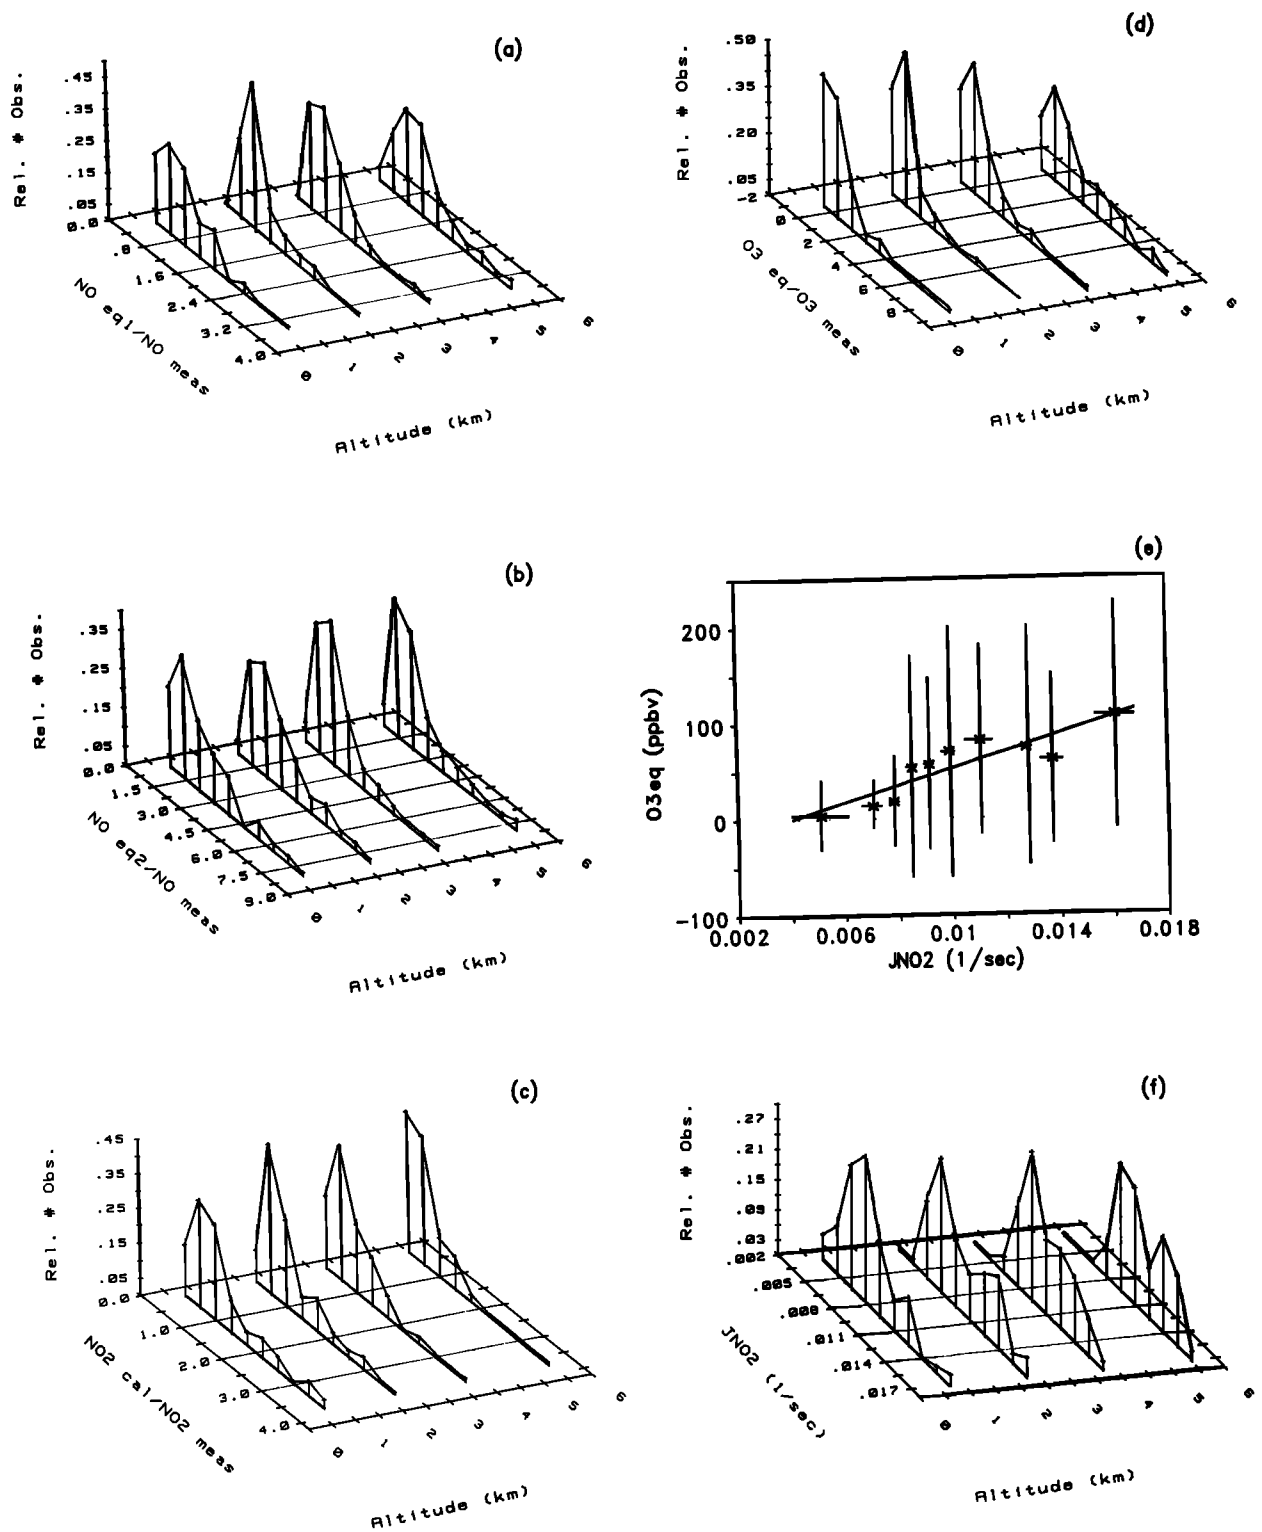 (a)
Rel. # Obs.
.45
.35
.25
.15
.05
0.0
.8
1.6
2.4
3.2
4.0
NO eq1/NO meas
0 1 2 3 4 5 6
Altitude (km)
(d)
Rel. # Obs.
.50
.35
.20
.05
-2
0
2
4
6
8
O3 eq/O3 meas
0 1 2 3 4 5 6
Altitude (km)
(b)
Rel. # Obs.
.35
.25
.15
.05
0.0
1.5
3.0
4.5
6.0
7.5
9.0
NO eq2/NO meas
0 1 2 3 4 5 6
Altitude (km)
(e)
O3eq (ppbv)
200
100
0
-100
0.002 0.006 0.01 0.014 0.018
JNO2 (1/sec)
(c)
Rel. # Obs.
.45
.35
.25
.15
.05
0.0
1.0
2.0
3.0
4.0
NO2 cal/NO2 meas
0 1 2 3 4 5 6
Altitude (km)
(f)
Rel. # Obs.
.27
.21
.15
.09
.03
.002
.005
.008
.011
.014
.017
JNO2 (1/sec)
0 1 2 3 4 5 6
Altitude (km)